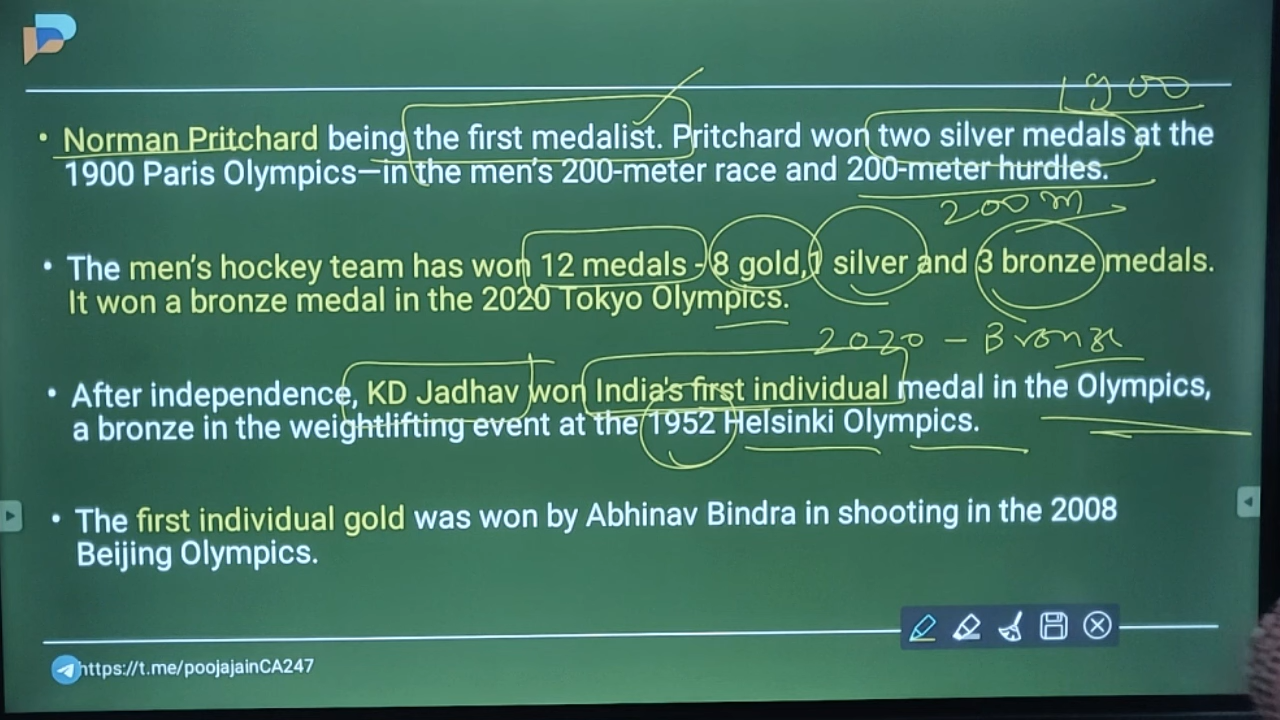 1900
• Norman Pritchard being the first medalist. Pritchard won two silver medals at the
1900 Paris Olympics—in the men's 200-meter race and 200-meter hurdles.
200m
• The men's hockey team has won 12 medals - 8 gold, 1 silver and 3 bronze medals.
It won a bronze medal in the 2020 Tokyo Olympics.
2020 - Bronze
• After independence, KD Jadhav won India's first individual medal in the Olympics,
a bronze in the weightlifting event at the 1952 Helsinki Olympics.
• The first individual gold was won by Abhinav Bindra in shooting in the 2008
Beijing Olympics.
https://t.me/poojajainCA247